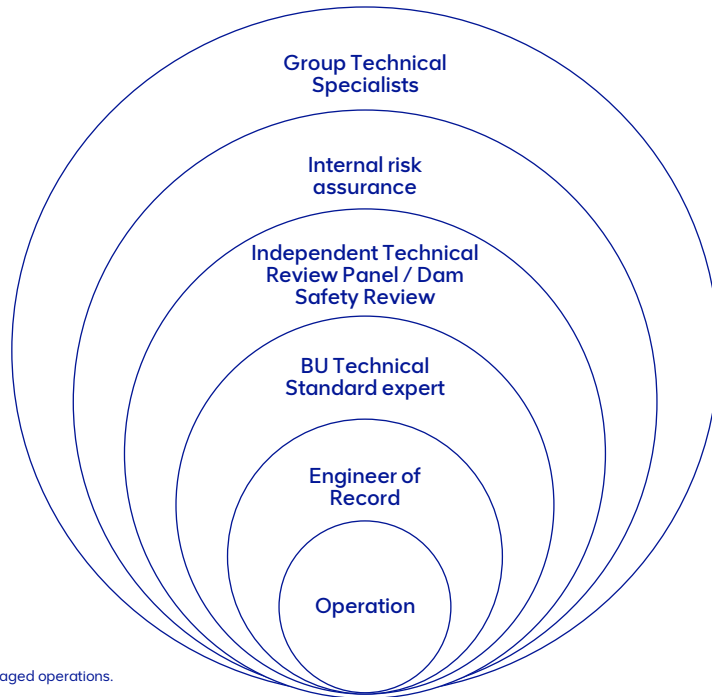 Group Technical
Specialists
Internal risk
assurance
Independent Technical
Review Panel / Dam
Safety Review
BU Technical
Standard expert
Engineer of
Record
Operation
aged operations.